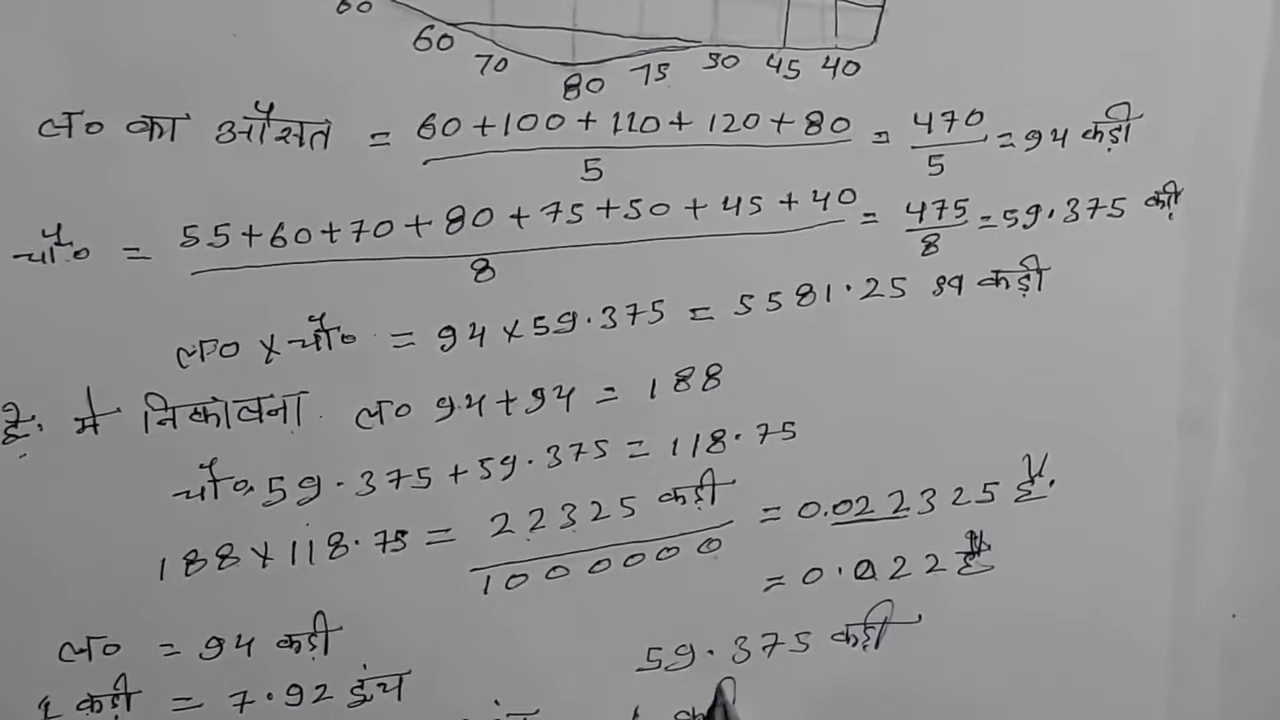 60
60 70 80 75 50 45 40
ल० का औसत = 60+100+110+120+80 / 5 = 470 / 5 = 94 कड़ी
चौ० = 55+60+70+80+75+50+45+40 / 8 = 475 / 8 = 59.375 कड़ी
ल० × चौ० = 94 × 59.375 = 5581.25 कड़ी
हे. में निकालना. ल० 94+94 = 188
चौ० 59.375 + 59.375 = 118.75
188 × 118.75 = 22325 कड़ी / 1000000 = 0.022325 हे.
= 0.022 हे
ल० = 94 कड़ी
59.375 कड़ी
1 कड़ी = 7.92 इंच